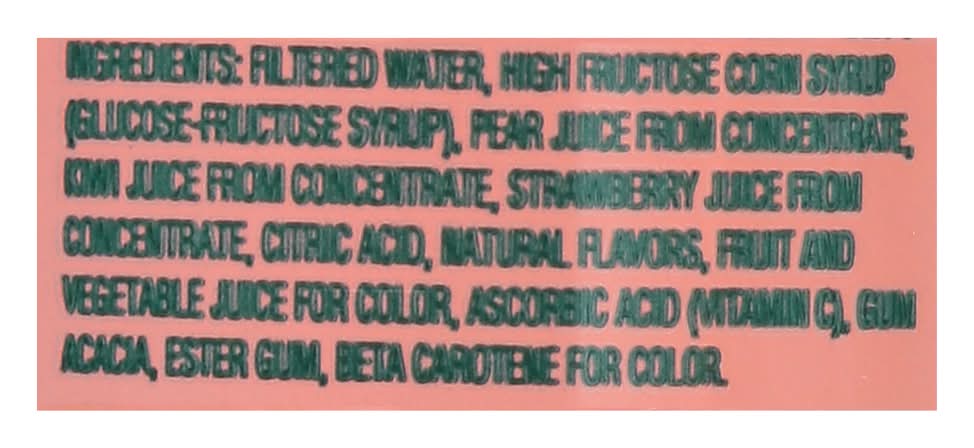 INGREDIENTS: FILTERED WATER, HIGH FRUCTOSE CORN SYRUP
(GLUCOSE-FRUCTOSE SYRUP), PEAR JUICE FROM CONCENTRATE,
KIWI JUICE FROM CONCENTRATE, STRAWBERRY JUICE FROM
CONCENTRATE, CITRIC ACID, NATURAL FLAVORS, FRUIT AND
VEGETABLE JUICE FOR COLOR, ASCORBIC ACID (VITAMIN C), GUM
ACACIA, ESTER GUM, BETA CAROTENE FOR COLOR.